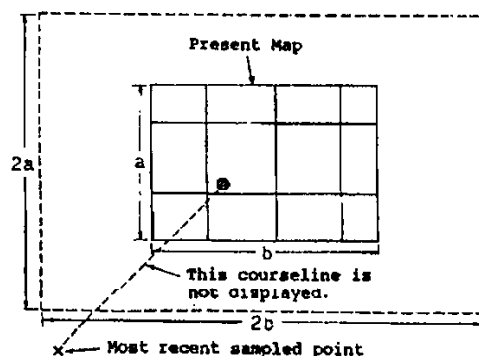 Present Map
2a
a
b
This courseline is
not displayed.
2b
x
Most recent sampled point